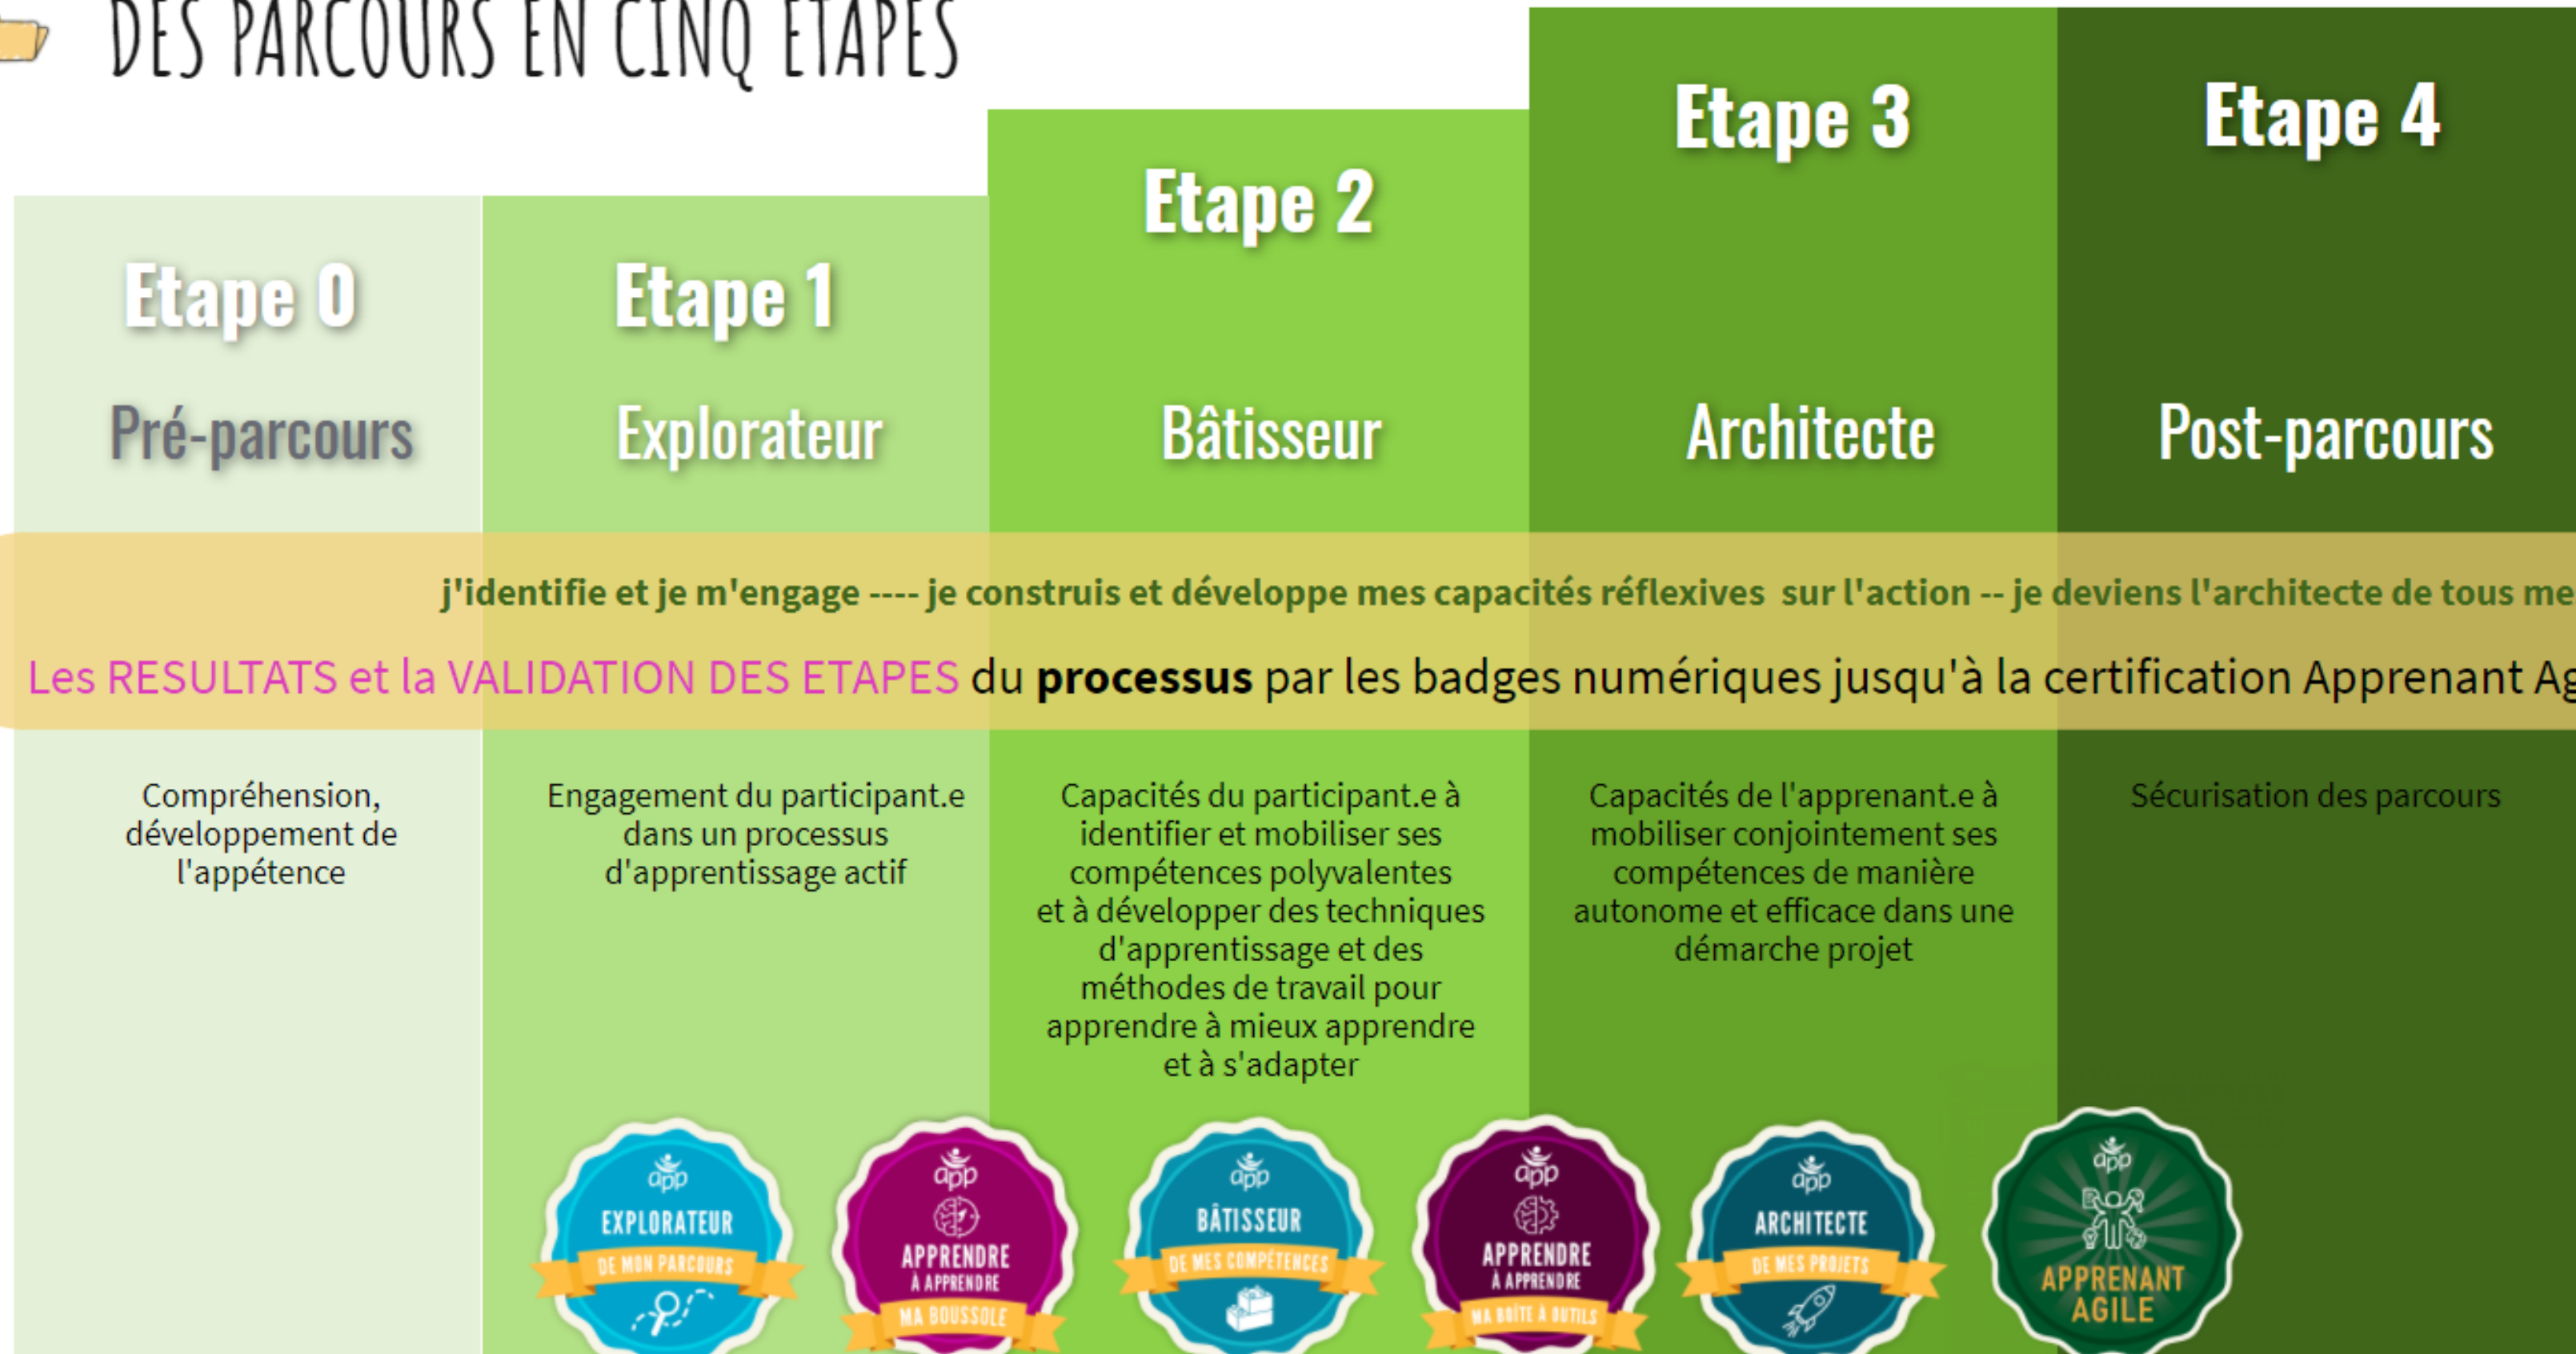 DES PARCOURS EN CINQ ETAPES
Etape 0
Pré-parcours
Etape 1
Explorateur
Etape 2
Bâtisseur
Etape 3
Architecte
Etape 4
Post-parcours
j'identifie et je m'engage ---- je construis et développe mes capacités réflexives sur l'action -- je deviens l'architecte de tous me
Les RESULTATS et la VALIDATION DES ETAPES du processus par les badges numériques jusqu'à la certification Apprenant Ag
Compréhension,
développement de
l'appétence
Engagement du participant.e
dans un processus
d'apprentissage actif
Capacités du participant.e à
identifier et mobiliser ses
compétences polyvalentes
et à développer des techniques
d'apprentissage et des
méthodes de travail pour
apprendre à mieux apprendre
et à s'adapter
Capacités de l'apprenant.e à
mobiliser conjointement ses
compétences de manière
autonome et efficace dans une
démarche projet
Sécurisation des parcours
app
EXPLORATEUR
DE MON PARCOURS
app
APPRENDRE
À APPRENDRE
MA BOUSSOLE
app
BÂTISSEUR
DE MES COMPÉTENCES
app
APPRENDRE
À APPRENDRE
MA BOÎTE À OUTILS
app
ARCHITECTE
DE MES PROJETS
app
APPRENANT
AGILE